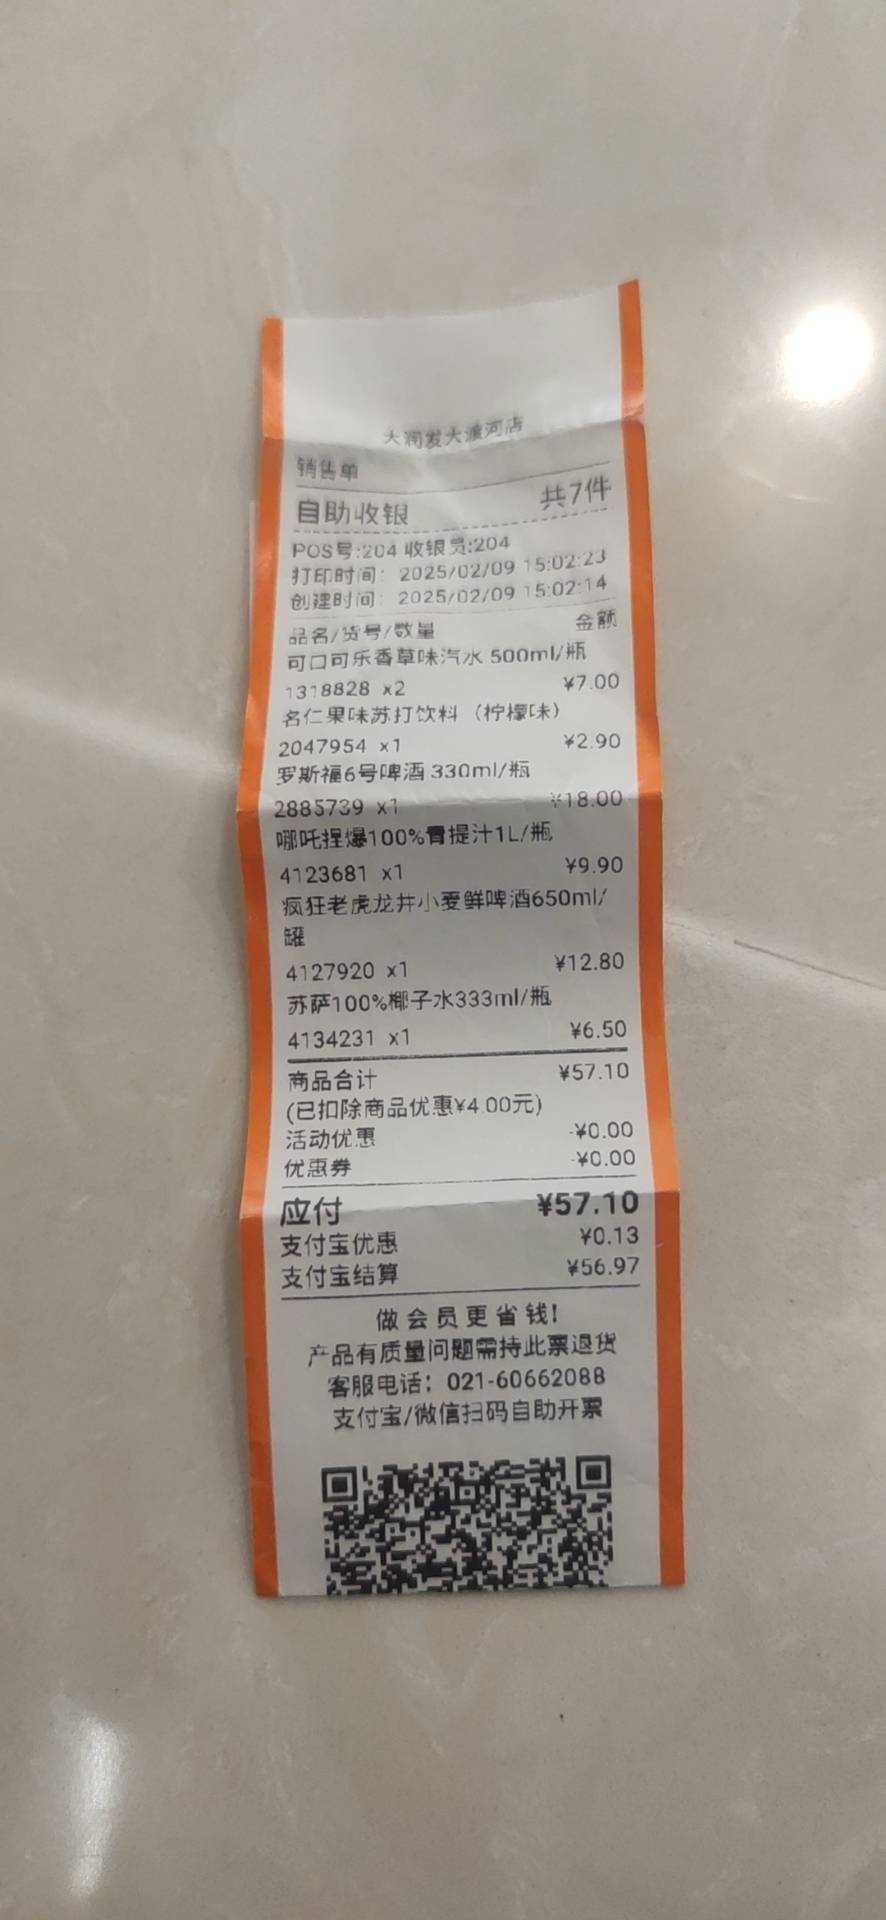 大润发大渡河店
销售单
自助收银 共7件
POS号:204 收银员:204
打印时间: 2025/02/09 15:02:23
创建时间: 2025/02/09 15:02:14
品名/货号/数量 金额
可口可乐香草味汽水 500ml/瓶
1318828 x2 ¥7.00
名仁果味苏打饮料（柠檬味）
2047954 x1 ¥2.90
罗斯福6号啤酒 330ml/瓶
2885739 x1 ¥18.00
哪吒捏爆100%青提汁1L/瓶
4123681 x1 ¥9.90
疯狂老虎龙井小麦鲜啤酒650ml/
罐
4127920 x1 ¥12.80
苏萨100%椰子水333ml/瓶
4134231 x1 ¥6.50
商品合计 ¥57.10
(已扣除商品优惠¥4.00元)
活动优惠 -¥0.00
优惠券 -¥0.00
应付 ¥57.10
支付宝优惠 ¥0.13
支付宝结算 ¥56.97
做会员更省钱!
产品有质量问题需持此票退货
客服电话：021-60662088
支付宝/微信扫码自助开票